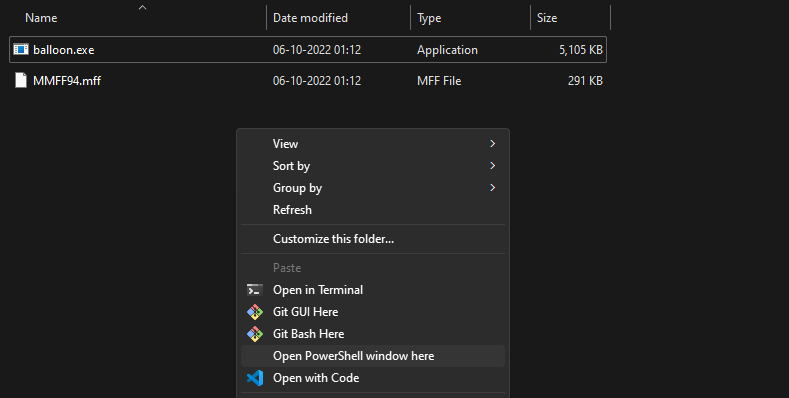 Name Date modified Type Size
balloon.exe 06-10-2022 01:12 Application 5,105 KB
MMFF94.mff 06-10-2022 01:12 MFF File 291 KB
View
Sort by
Group by
Refresh
Customize this folder...
Paste
Open in Terminal
Git GUI Here
Git Bash Here
Open PowerShell window here
Open with Code